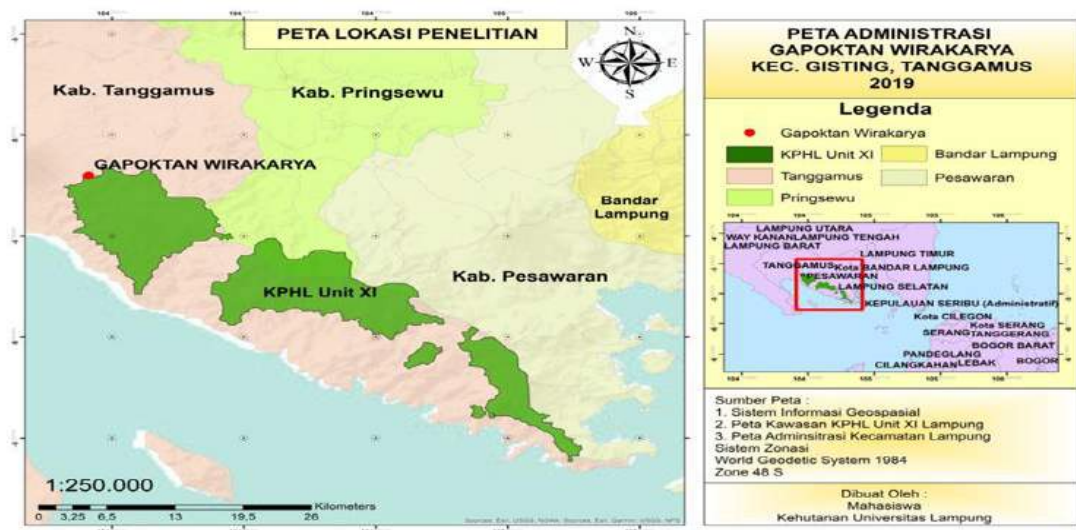 PETA LOKASI PENELITIAN
N
W E
S
Kab. Tanggamus
Kab. Pringsewu
GAPOKTAN WIRAKARYA
Bandar
Lampung
Kab. Pesawaran
KPHL Unit XI
1:250.000
Kilometers
0 3,25 6,5 13 19,5 26
PETA ADMINISTRASI
GAPOKTAN WIRAKARYA
KEC. GISTING, TANGGAMUS
2019
Legenda
Gapoktan Wirakarya
KPHL Unit XI
Bandar Lampung
Tanggamus
Pesawaran
Pringsewu
LAMPUNG UTARA
WAY KANAN LAMPUNG TENGAH
LAMPUNG BARAT
LAMPUNG TIMUR
TANGGAMUS Kota BANDAR LAMPUNG
PESAWARAN
LAMPUNG SELATAN
KEPULAUAN SERIBU (Administratif)
Kota CILEGON
Kota SERANG
SERANG TANGGERANG
BOGOR BARAT
PANDEGLANG
CILANGKAHAN LEBAK BOGOR
Sumber Peta :
1. Sistem Informasi Geospasial
2. Peta Kawasan KPHL Unit XI Lampung
3. Peta Adminsitrasi Kecamatan Lampung
Sistem Zonasi
World Geodetic System 1984
Zone 48 S
Dibuat Oleh :
Mahasiswa
Kehutanan Universitas Lampung